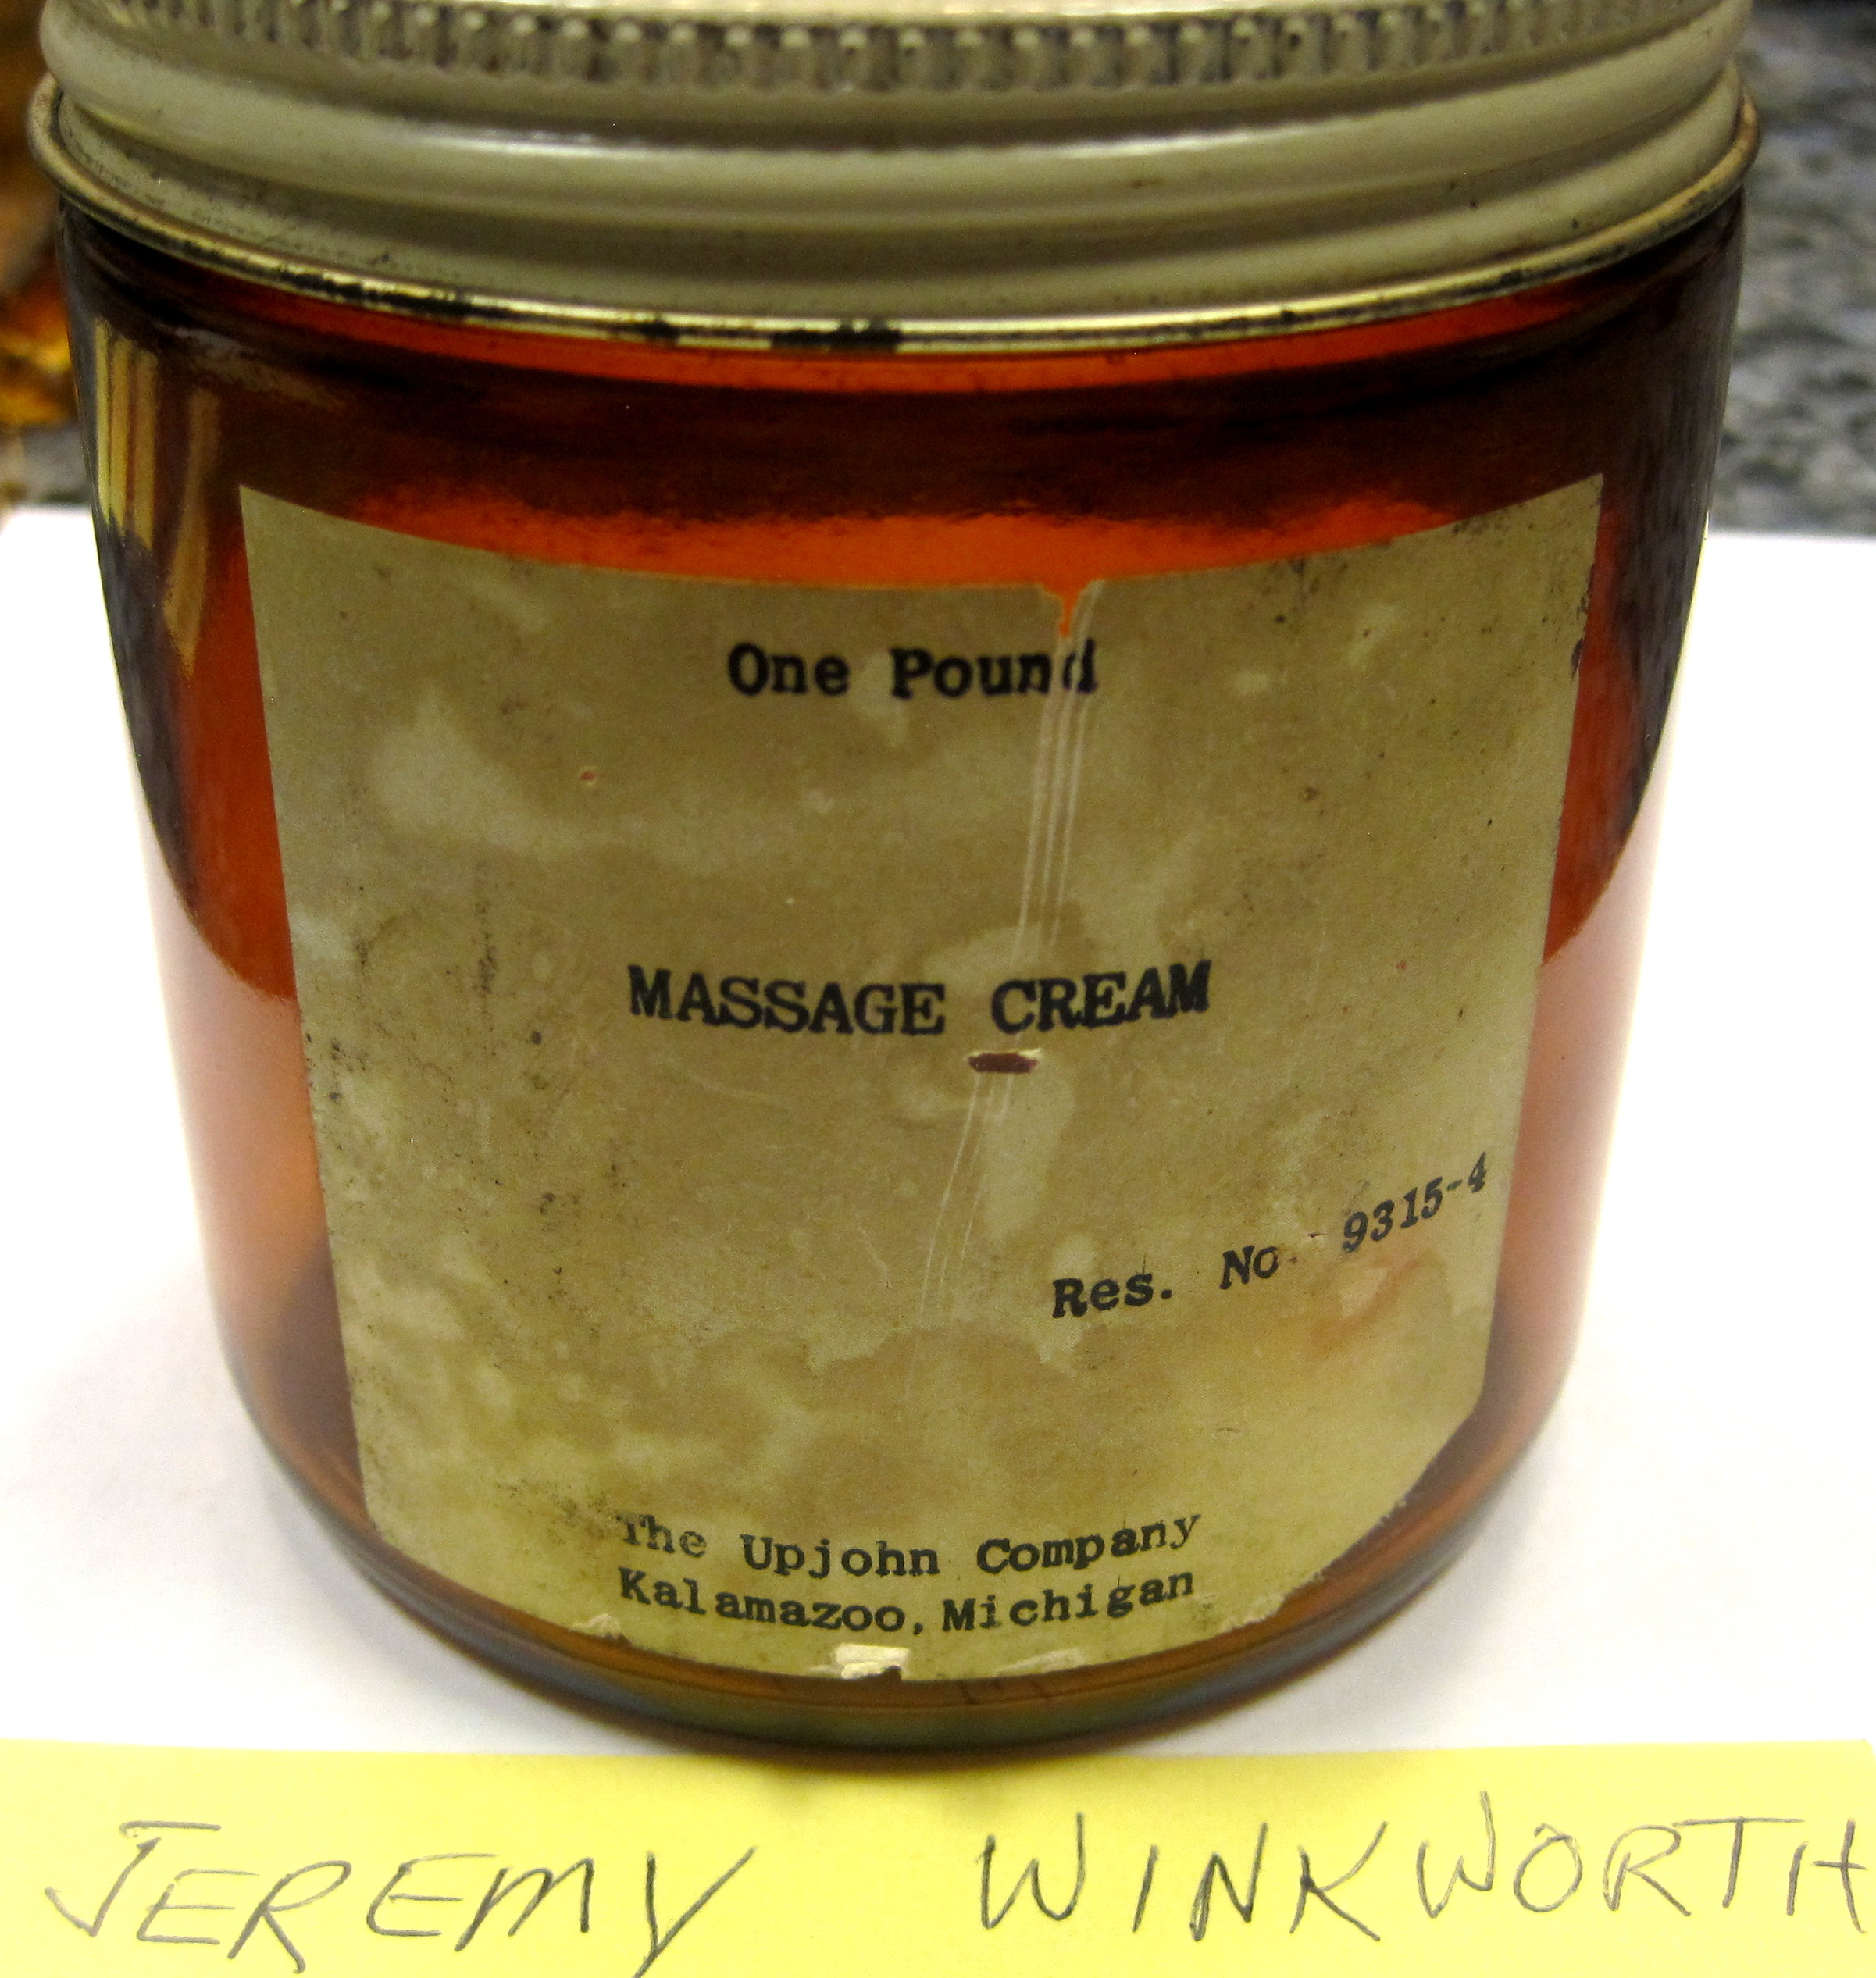 One Pound
MASSAGE CREAM
Res. No. 9315-4
The Upjohn Company
Kalamazoo, Michigan
JEREMY WINKWORTH